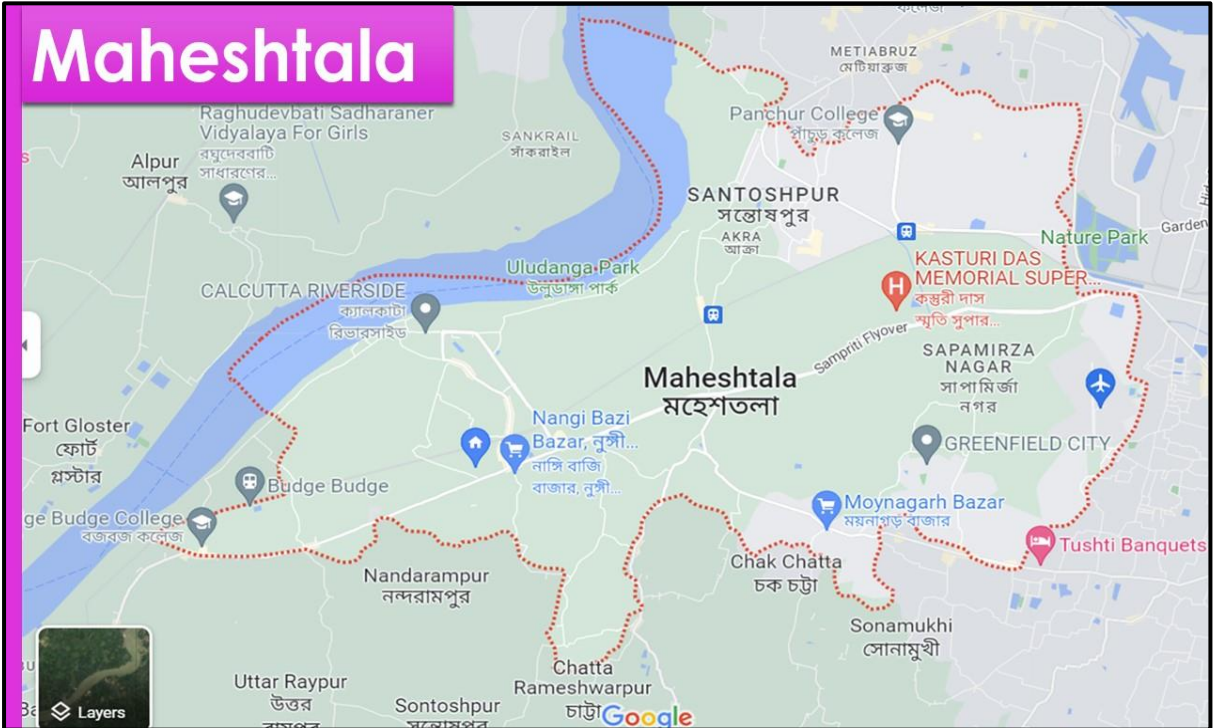 Maheshtala
কলেজ
METIABRUZ
মেটিয়াব্রুজ
Raghudevbati Sadharaner
Vidyalaya For Girls
রঘুদেববাটি
সাধারণের...
Panchur College
পাঁচুড় কলেজ
SANKRAIL
সাঁকরাইল
Alpur
আলপুর
SANTOSHPUR
সন্তোষপুর
AKRA
আক্রা
Garden
Nature Park
Uludanga Park
উলুডাঙ্গা পার্ক
KASTURI DAS
MEMORIAL SUPER...
কস্তুরী দাস
স্মৃতি সুপার...
CALCUTTA RIVERSIDE
ক্যালকাটা
রিভারসাইড
Sampriti Flyover
SAPAMIRZA
NAGAR
সাপামির্জা
নগর
Maheshtala
মহেশতলা
Fort Gloster
ফোর্ট
গ্লস্টার
Nangi Bazi
Bazar, নুঙ্গী...
নাঙ্গি বাজি
বাজার, নুঙ্গী...
GREENFIELD CITY
Budge Budge
Moynagarh Bazar
ময়নাগড় বাজার
ge Budge College
বজবজ কলেজ
Tushti Banquets
Chak Chatta
চক চট্টা
Nandarampur
নন্দরামপুর
Sonamukhi
সোনামুখী
Chatta
Rameshwarpur
চাট্টা
Uttar Raypur
উত্তর
Sontoshpur
Layers
Google